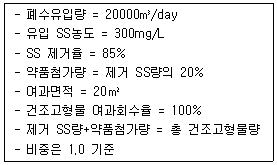 - 폐수유입량 = 20000㎥/day
- 유입 SS농도 = 300mg/L
- SS 제거율 = 85%
- 약품첨가량 = 제거 SS량의 20%
- 여과면적 = 20㎡
- 건조고형물 여과회수율 = 100%
- 제거 SS량+약품첨가량 = 총 건조고형물량
- 비중은 1.0 기준